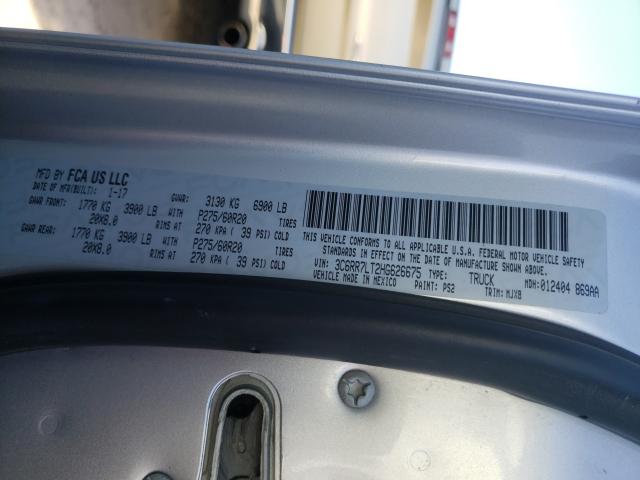 MFD BY FCA US LLC
DATE OF MFR(BUILT): 1-17 GVWR: 3130 KG 6900 LB
GAWR FRONT: 1770 KG 3900 LB WITH P275/60R20 TIRES
20X8.0 RIMS AT 270 KPA ( 39 PSI) COLD
GAWR REAR: 1770 KG 3900 LB WITH P275/60R20 TIRES
20X8.0 RIMS AT 270 KPA ( 39 PSI) COLD
THIS VEHICLE CONFORMS TO ALL APPLICABLE U.S.A. FEDERAL MOTOR VEHICLE SAFETY
STANDARDS IN EFFECT ON THE DATE OF MANUFACTURE SHOWN ABOVE.
VIN: 3C6RR7LT2HG626675 TYPE: TRUCK MDH:012404 869AA
VEHICLE MADE IN MEXICO PAINT: PS2 TRIM:MJX8